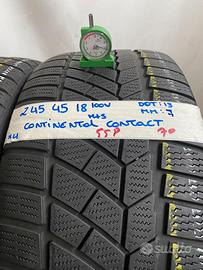 245 45 18 100V DOT: 13
M+S MM: 7
CONTINENTAL CONTACT
55P 70
subito